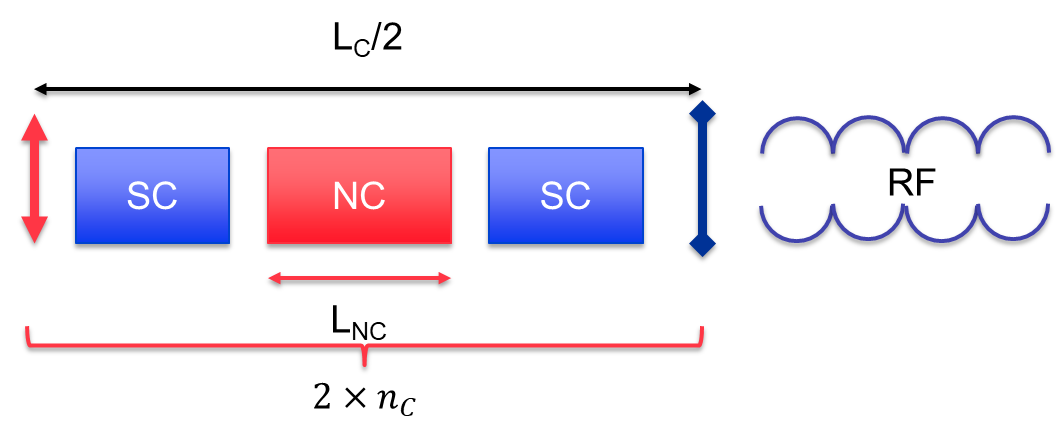 L_C/2
SC NC SC RF
L_NC
2 × n_C